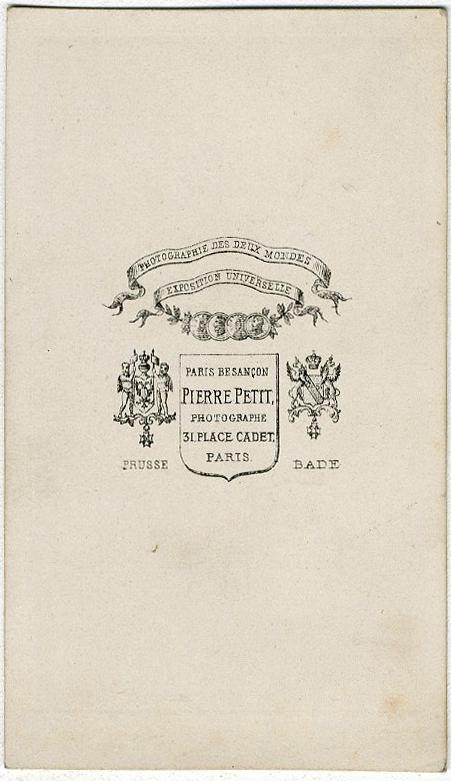 PHOTOGRAPHIE DES DEUX MONDES
EXPOSITION UNIVERSELLE
PARIS BESANÇON
PIERRE PETIT,
PHOTOGRAPHE
31, PLACE CADET,
PARIS.
PRUSSE
BADE